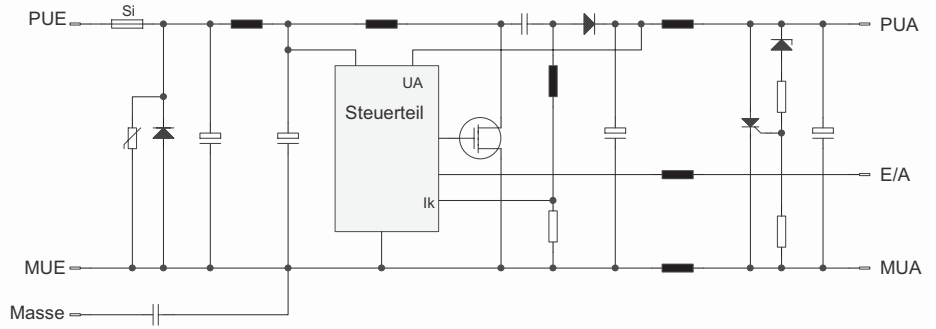 Si
PUE
PUA
UA
Steuerteil
E/A
Ik
MUE
MUA
Masse